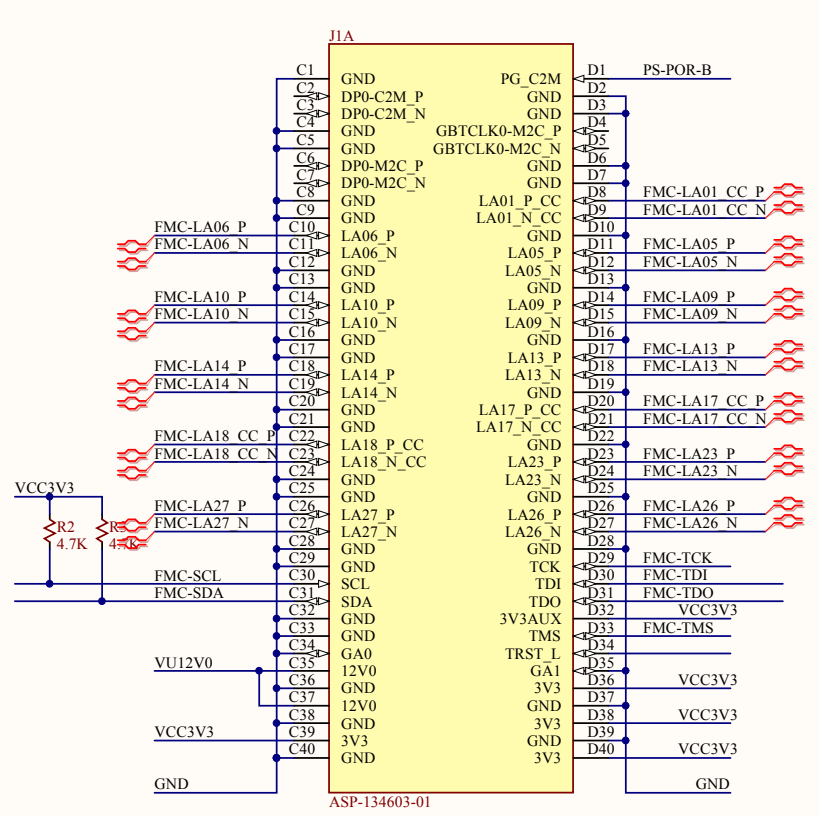 J1A
C1 GND PG_C2M D1 PS-POR-B
C2 DP0-C2M_P GND D2
C3 DP0-C2M_N GND D3
C4 GND GBTCLK0-M2C_P D4
C5 GND GBTCLK0-M2C_N D5
C6 DP0-M2C_P GND D6
C7 DP0-M2C_N GND D7
C8 GND LA01_P_CC D8 FMC-LA01_CC_P
C9 GND LA01_N_CC D9 FMC-LA01_CC_N
FMC-LA06_P C10 LA06_P GND D10
FMC-LA06_N C11 LA06_N LA05_P D11 FMC-LA05_P
C12 GND LA05_N D12 FMC-LA05_N
C13 GND GND D13
FMC-LA10_P C14 LA10_P LA09_P D14 FMC-LA09_P
FMC-LA10_N C15 LA10_N LA09_N D15 FMC-LA09_N
C16 GND GND D16
C17 GND LA13_P D17 FMC-LA13_P
FMC-LA14_P C18 LA14_P LA13_N D18 FMC-LA13_N
FMC-LA14_N C19 LA14_N GND D19
C20 GND LA17_P_CC D20 FMC-LA17_CC_P
C21 GND LA17_N_CC D21 FMC-LA17_CC_N
FMC-LA18_CC_P C22 LA18_P_CC GND D22
FMC-LA18_CC_N C23 LA18_N_CC LA23_P D23 FMC-LA23_P
C24 GND LA23_N D24 FMC-LA23_N
VCC3V3 C25 GND GND D25
FMC-LA27_P C26 LA27_P LA26_P D26 FMC-LA26_P
R2 FMC-LA27_N C27 LA27_N LA26_N D27 FMC-LA26_N
4.7K 4.7K C28 GND GND D28
C29 GND TCK D29 FMC-TCK
FMC-SCL C30 SCL TDI D30 FMC-TDI
FMC-SDA C31 SDA TDO D31 FMC-TDO
C32 GND 3V3AUX D32 VCC3V3
C33 GND TMS D33 FMC-TMS
C34 GA0 TRST_L D34
VU12V0 C35 12V0 GA1 D35
C36 GND 3V3 D36 VCC3V3
C37 12V0 GND D37
C38 GND 3V3 D38 VCC3V3
VCC3V3 C39 3V3 GND D39
C40 GND 3V3 D40 VCC3V3
GND GND
ASP-134603-01